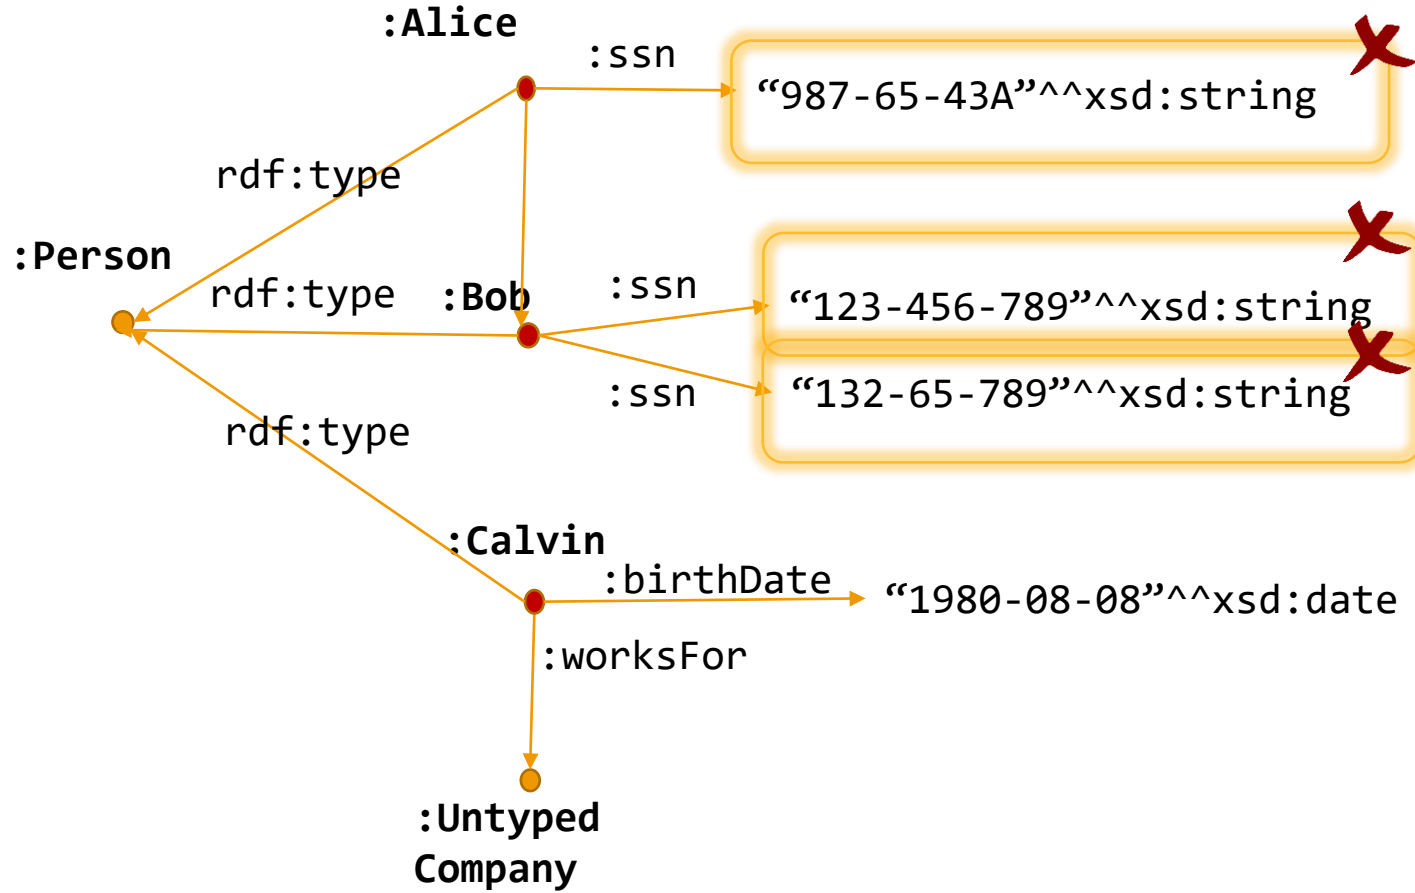 :Alice
:ssn
“987-65-43A”^^xsd:string
rdf:type
:Person
rdf:type
:Bob
:ssn
“123-456-789”^^xsd:string
:ssn
“132-65-789”^^xsd:string
rdf:type
:Calvin
:birthDate
“1980-08-08”^^xsd:date
:worksFor
:Untyped
Company